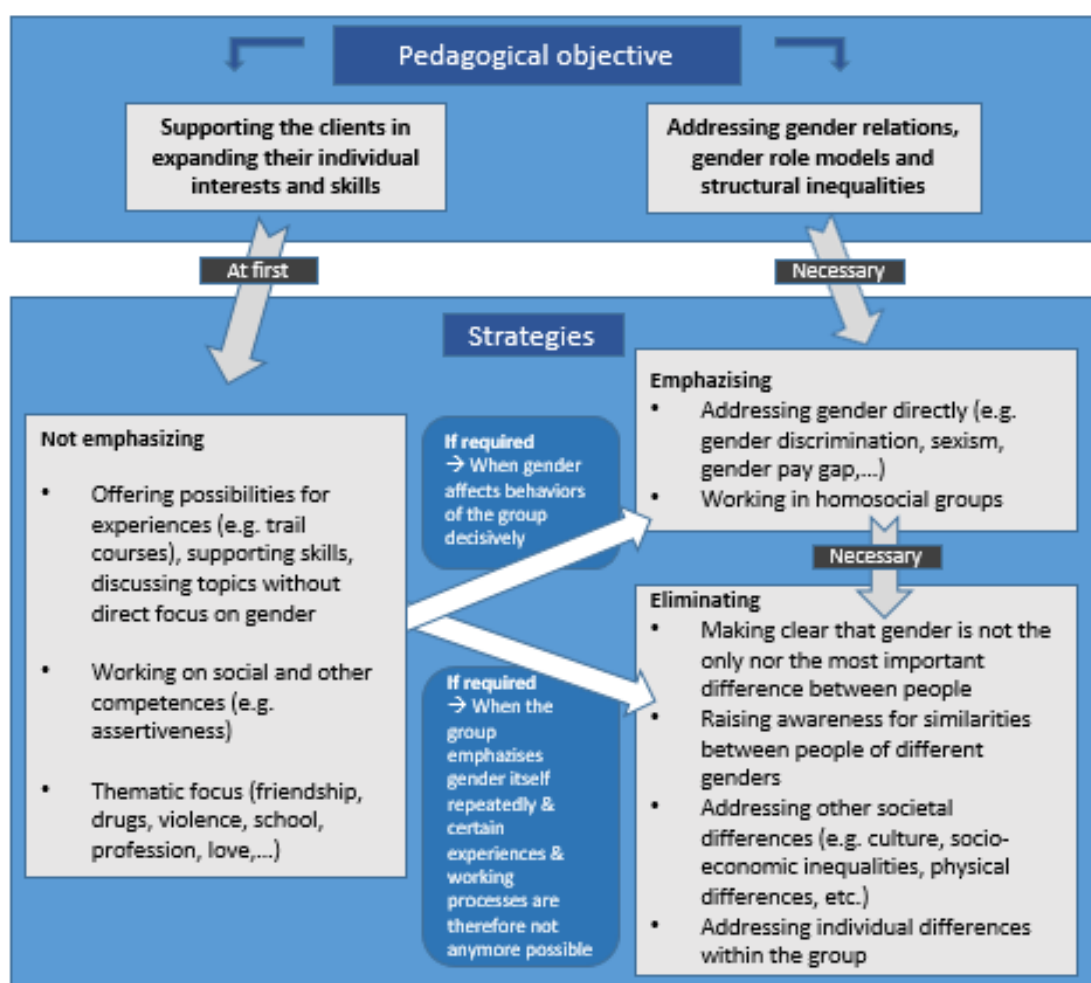 Pedagogical objective
Supporting the clients in
expanding their individual
interests and skills
Addressing gender relations,
gender role models and
structural inequalities
At first
Necessary
Strategies
Not emphasizing
• Offering possibilities for
experiences (e.g. trail
courses), supporting skills,
discussing topics without
direct focus on gender
• Working on social and other
competences (e.g.
assertiveness)
• Thematic focus (friendship,
drugs, violence, school,
profession, love,...)
If required
→ When gender
affects behaviors
of the group
decisively
If required
→ When the
group
emphazises
gender itself
repeatedly &
certain
experiences &
working
processes are
therefore not
anymore possible
Emphazising
• Addressing gender directly (e.g.
gender discrimination, sexism,
gender pay gap,...)
• Working in homosocial groups
Necessary
Eliminating
• Making clear that gender is not the
only nor the most important
difference between people
• Raising awareness for similarities
between people of different
genders
• Addressing other societal
differences (e.g. culture, socio-
economic inequalities, physical
differences, etc.)
• Addressing individual differences
within the group